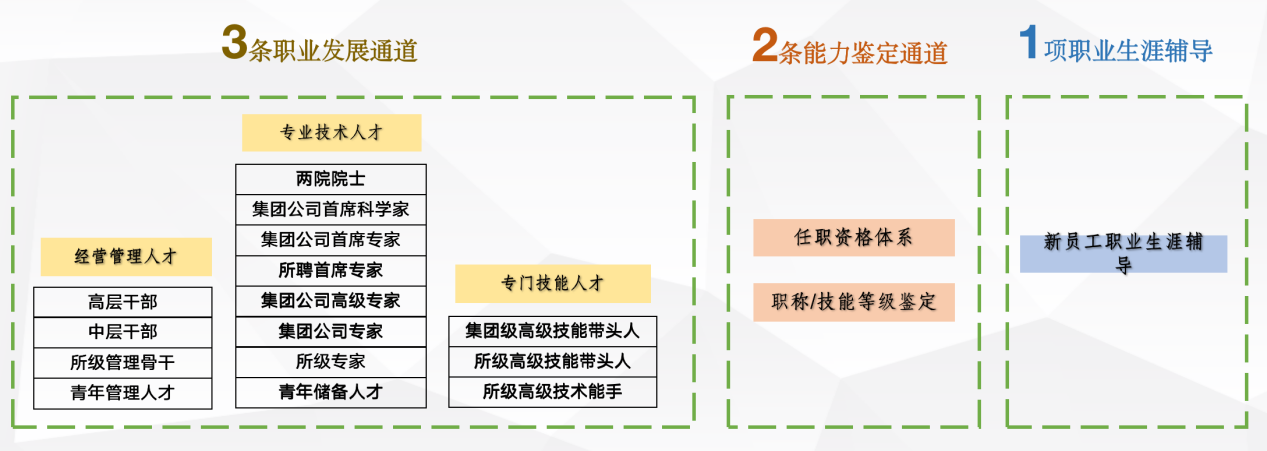 3条职业发展通道
2条能力鉴定通道
1项职业生涯辅导
经营管理人才
高层干部
中层干部
所级管理骨干
青年管理人才
专业技术人才
两院院士
集团公司首席科学家
集团公司首席专家
所聘首席专家
集团公司高级专家
集团公司专家
所级专家
青年储备人才
专门技能人才
集团级高级技能带头人
所级高级技能带头人
所级高级技术能手
任职资格体系
职称/技能等级鉴定
新员工职业生涯辅
导